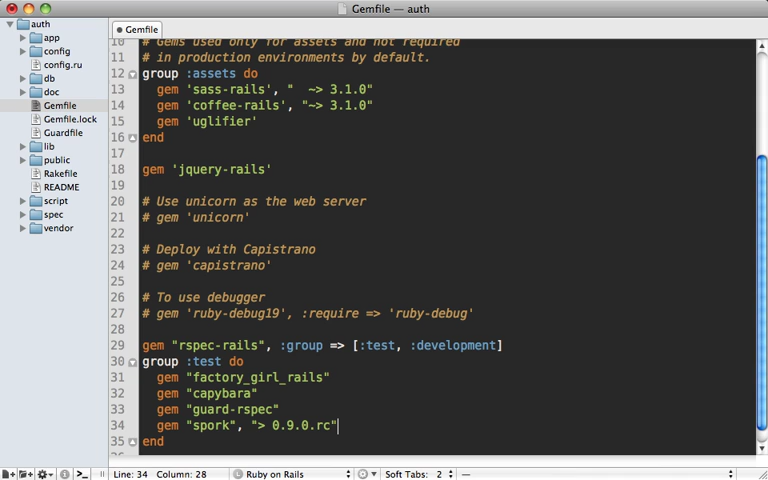 Gemfile — auth
auth
app
config
config.ru
db
doc
Gemfile
Gemfile.lock
Guardfile
lib
public
Rakefile
README
script
spec
vendor
Gemfile
10 # Gems used only for assets and not required
11 # in production environments by default.
12 group :assets do
13 gem 'sass-rails', "  ~> 3.1.0"
14 gem 'coffee-rails', "~> 3.1.0"
15 gem 'uglifier'
16 end
17
18 gem 'jquery-rails'
19
20 # Use unicorn as the web server
21 # gem 'unicorn'
22
23 # Deploy with Capistrano
24 # gem 'capistrano'
25
26 # To use debugger
27 # gem 'ruby-debug19', :require => 'ruby-debug'
28
29 gem "rspec-rails", :group => [:test, :development]
30 group :test do
31 gem "factory_girl_rails"
32 gem "capybara"
33 gem "guard-rspec"
34 gem "spork", "> 0.9.0.rc"
35 end
Line: 34 Column: 28 Ruby on Rails Soft Tabs: 2 —